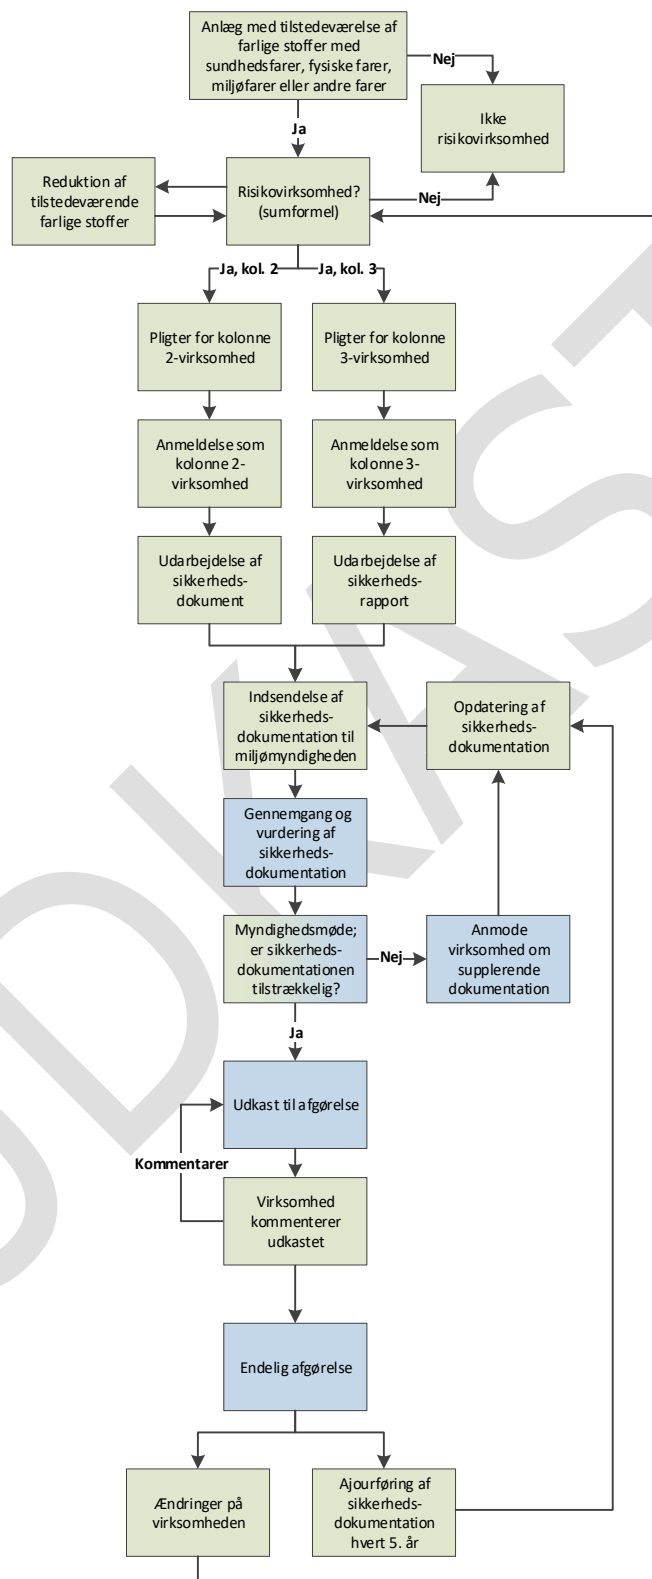 Anlæg med tilstedeværelse af
farlige stoffer med
sundhedsfarer, fysiske farer,
miljøfarer eller andre farer
Nej
Ikke
risikovirksomhed
Ja
Reduktion af
tilstedeværende
farlige stoffer
Risikovirksomhed?
(sumformel)
Nej
Ja, kol. 2
Ja, kol. 3
Pligter for kolonne
2-virksomhed
Pligter for kolonne
3-virksomhed
Anmeldelse som
kolonne 2-
virksomhed
Anmeldelse som
kolonne 3-
virksomhed
Udarbejdelse af
sikkerheds-
dokument
Udarbejdelse af
sikkerheds-
rapport
Indsendelse af
sikkerheds-
dokumentation til
miljømyndigheden
Opdatering af
sikkerheds-
dokumentation
Gennemgang og
vurdering af
sikkerheds-
dokumentation
Myndighedsmøde;
er sikkerheds-
dokumentationen
tilstrækkelig?
Nej
Anmode
virksomhed om
supplerende
dokumentation
Ja
Udkast til afgørelse
Kommentarer
Virksomhed
kommenterer
udkastet
Endelig afgørelse
Ændringer på
virksomheden
Ajourføring af
sikkerheds-
dokumentation
hvert 5. år
UDKAST